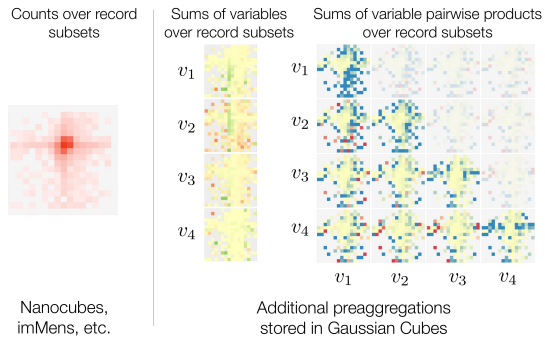 Counts over record
subsets
Sums of variables
over record subsets
Sums of variable pairwise products
over record subsets
v1
v2
v3
v4
v1
v2
v3
v4
v1
v2
v3
v4
Nanocubes,
imMens, etc.
Additional preaggregations
stored in Gaussian Cubes